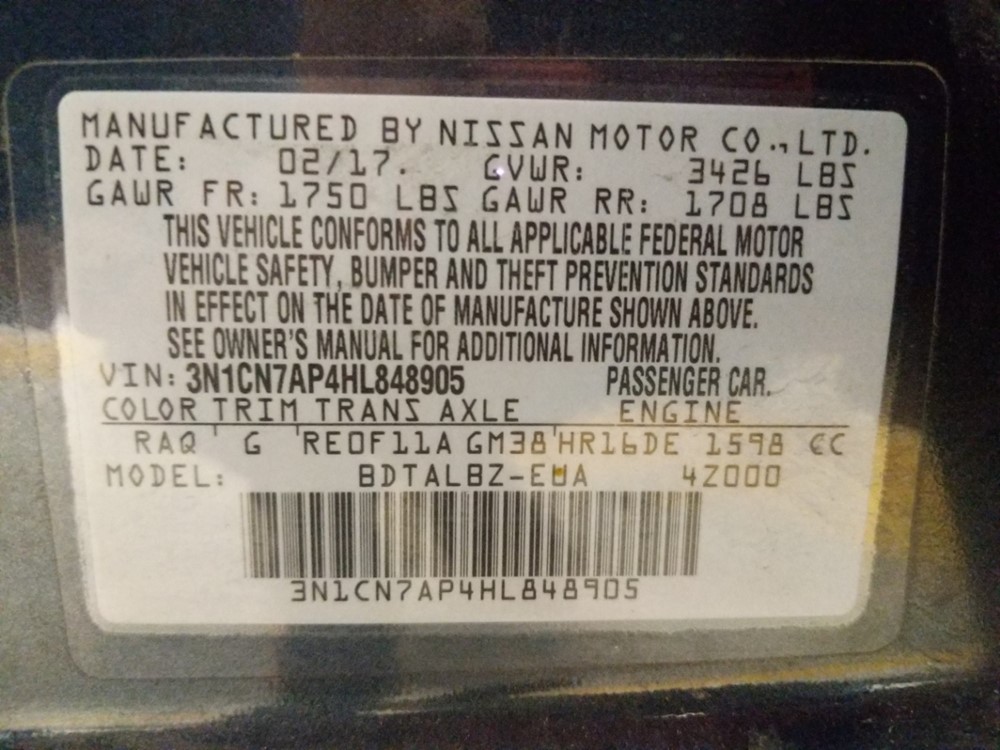 MANUFACTURED BY NISSAN MOTOR CO., LTD.
DATE: 02/17. GVWR: 3426 LBS
GAWR FR: 1750 LBS GAWR RR: 1708 LBS
THIS VEHICLE CONFORMS TO ALL APPLICABLE FEDERAL MOTOR
VEHICLE SAFETY, BUMPER AND THEFT PREVENTION STANDARDS
IN EFFECT ON THE DATE OF MANUFACTURE SHOWN ABOVE.
SEE OWNER'S MANUAL FOR ADDITIONAL INFORMATION.
VIN: 3N1CN7AP4HL848905 PASSENGER CAR.
COLOR TRIM TRANS AXLE ENGINE
RAQ G RE0F11A GM38 HR16DE 1598 CC
MODEL: 4Z000
3N1CN7AP4HL848905